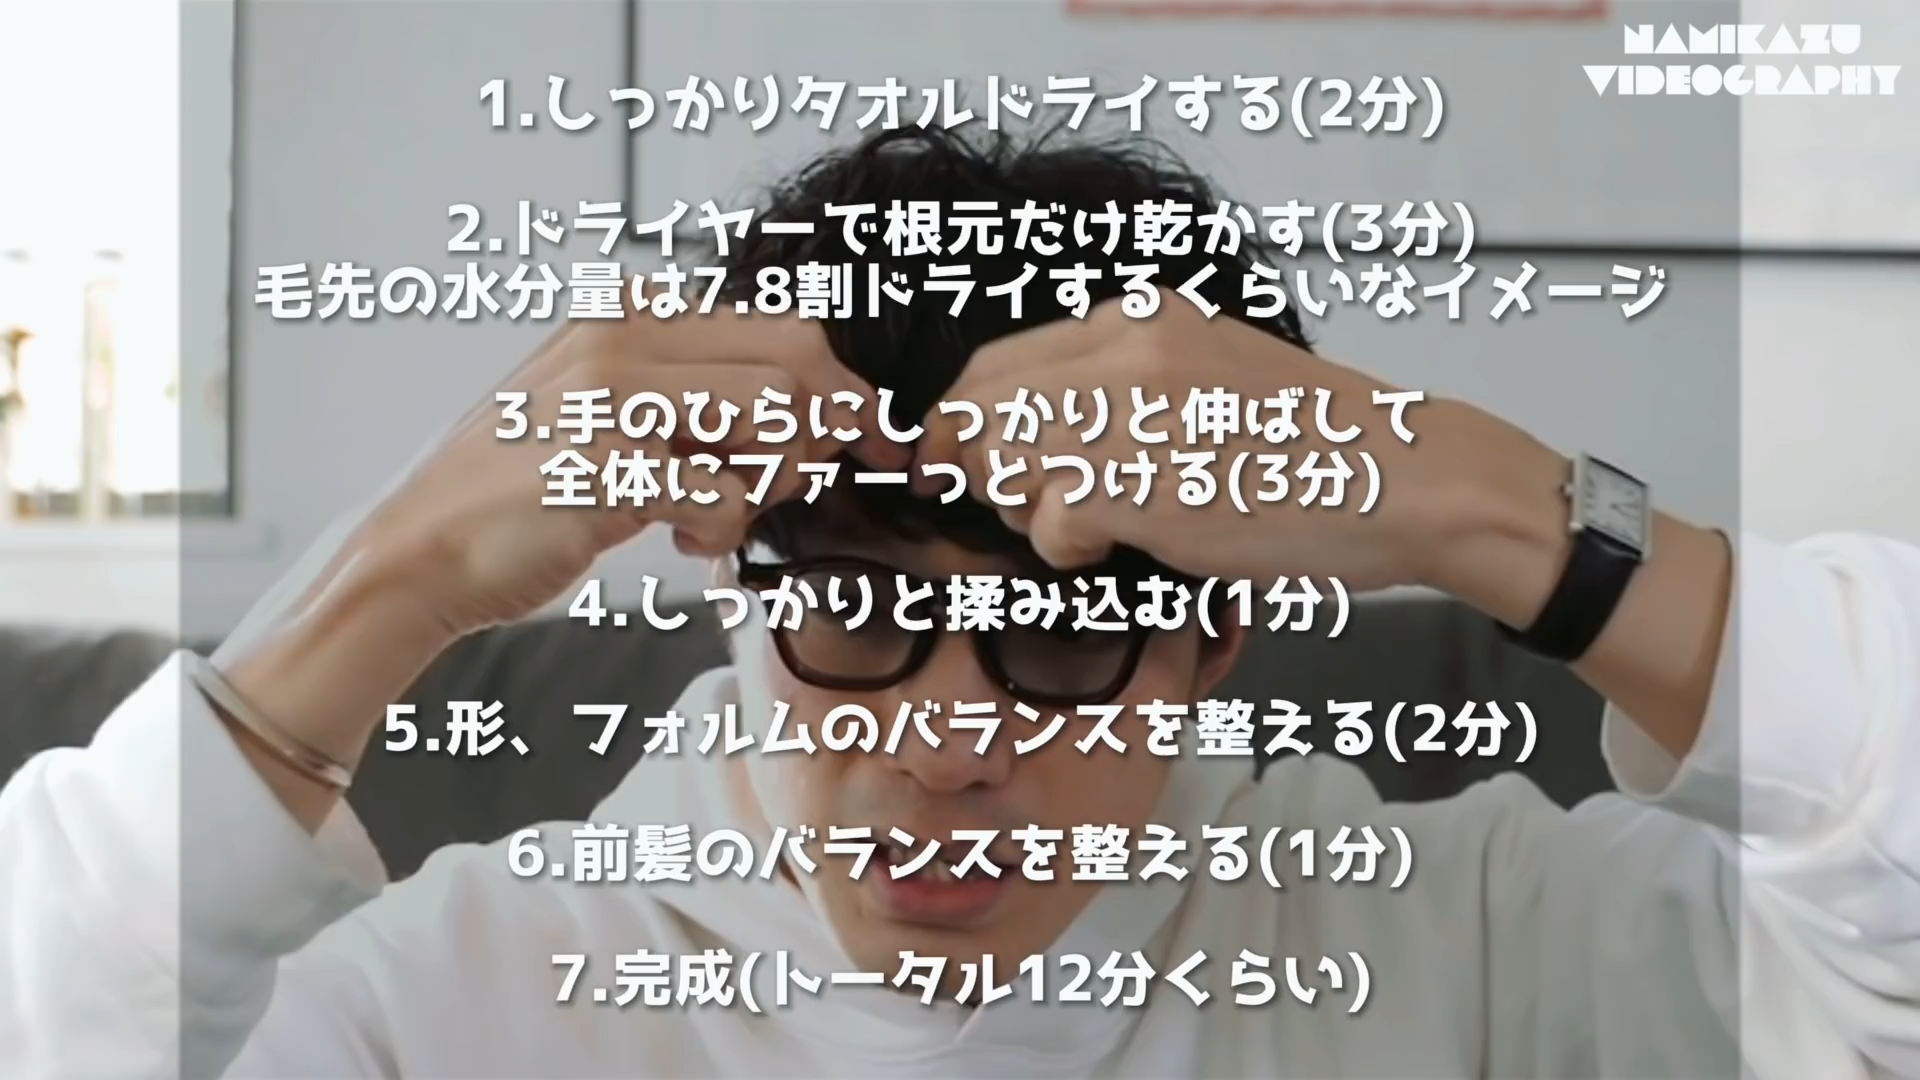 NAMIKAZU
VIDEOGRAPHY
1.しっかりタオルドライする(2分)
2.ドライヤーで根元だけ乾かす(3分)
毛先の水分量は7.8割ドライするくらいなイメージ
3.手のひらにしっかりと伸ばして
全体にファーっとつける(3分)
4.しっかりと揉み込む(1分)
5.形、フォルムのバランスを整える(2分)
6.前髪のバランスを整える(1分)
7.完成(トータル12分くらい)